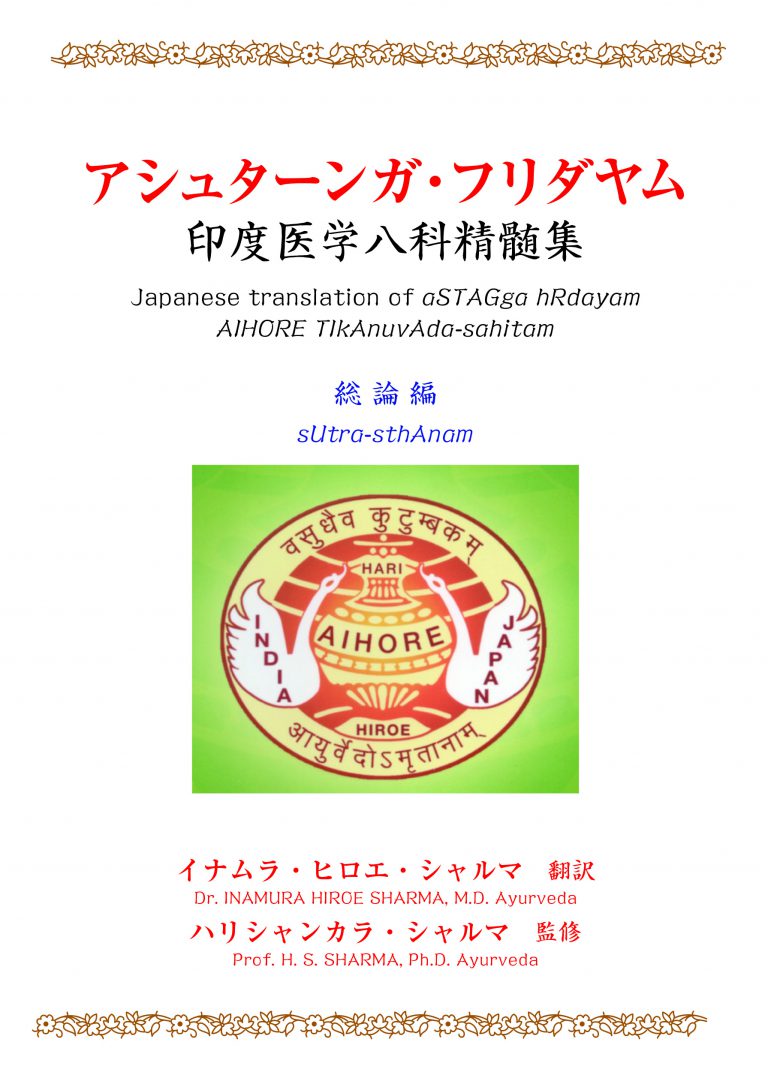 アシュターンガ・フリダヤム
印度医学八科精髄集
Japanese translation of aSTAGga hRdayam
AIHORE TIkAnuvAda-sahitam
総論編
sUtra-sthAnam
वसुधैव कुटुम्बकम्
HARI
INDIA
AIHORE
JAPAN
HIROE
आयुर्वेदोऽमृतानाम्
イナムラ・ヒロエ・シャルマ 翻訳
Dr. INAMURA HIROE SHARMA, M.D. Ayurveda
ハリシャンカラ・シャルマ 監修
Prof. H. S. SHARMA, Ph.D. Ayurveda